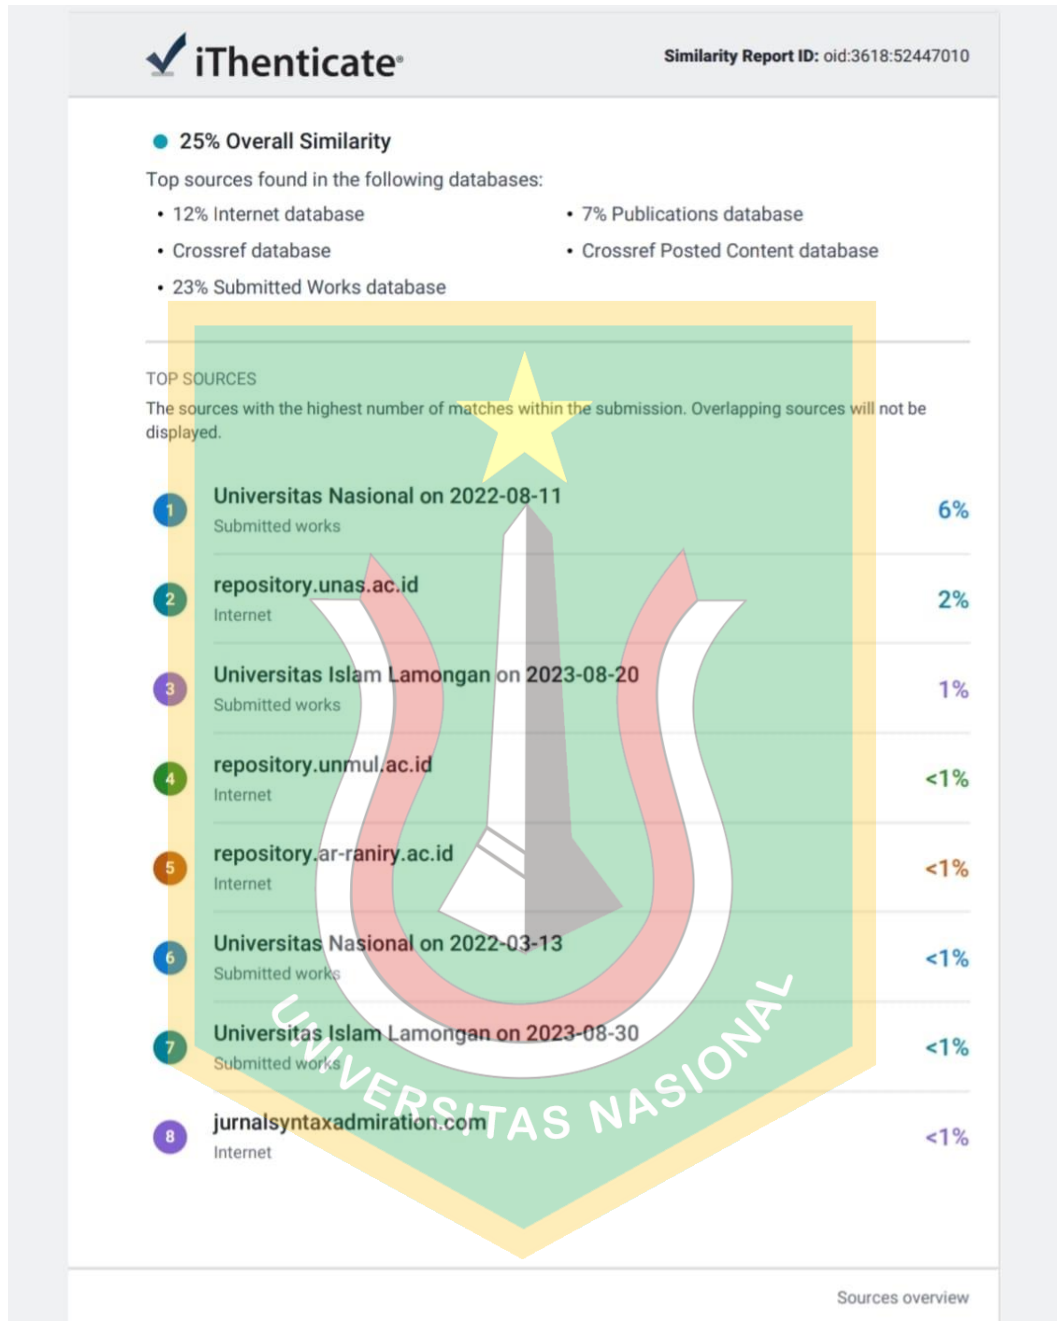 iThenticate®
Similarity Report ID: oid:3618:52447010
25% Overall Similarity
Top sources found in the following databases:
• 12% Internet database
• 7% Publications database
• Crossref database
• Crossref Posted Content database
• 23% Submitted Works database
TOP SOURCES
The sources with the highest number of matches within the submission. Overlapping sources will not be
displayed.
1 Universitas Nasional on 2022-08-11 6%
Submitted works
2 repository.unas.ac.id 2%
Internet
3 Universitas Islam Lamongan on 2023-08-20 1%
Submitted works
4 repository.unmul.ac.id <1%
Internet
5 repository.ar-raniry.ac.id <1%
Internet
6 Universitas Nasional on 2022-03-13 <1%
Submitted works
7 Universitas Islam Lamongan on 2023-08-30 <1%
Submitted works
8 jurnalsyntaxadmiration.com <1%
Internet
UNIVERSITAS NASIONAL
Sources overview